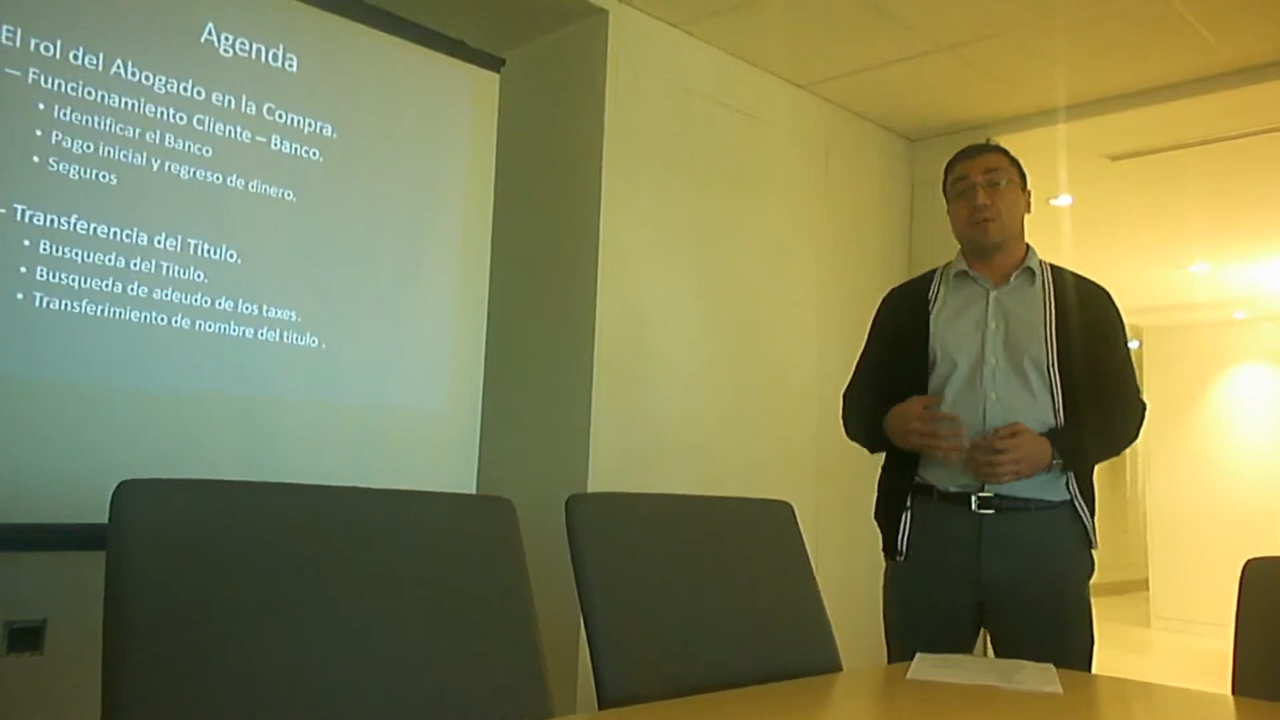 Agenda
El rol del Abogado en la Compra.
– Funcionamiento Cliente – Banco.
• Identificar el Banco
• Pago inicial y regreso de dinero.
• Seguros
- Transferencia del Titulo.
• Busqueda del Titulo.
• Busqueda de adeudo de los taxes.
• Transferimiento de nombre del titulo .